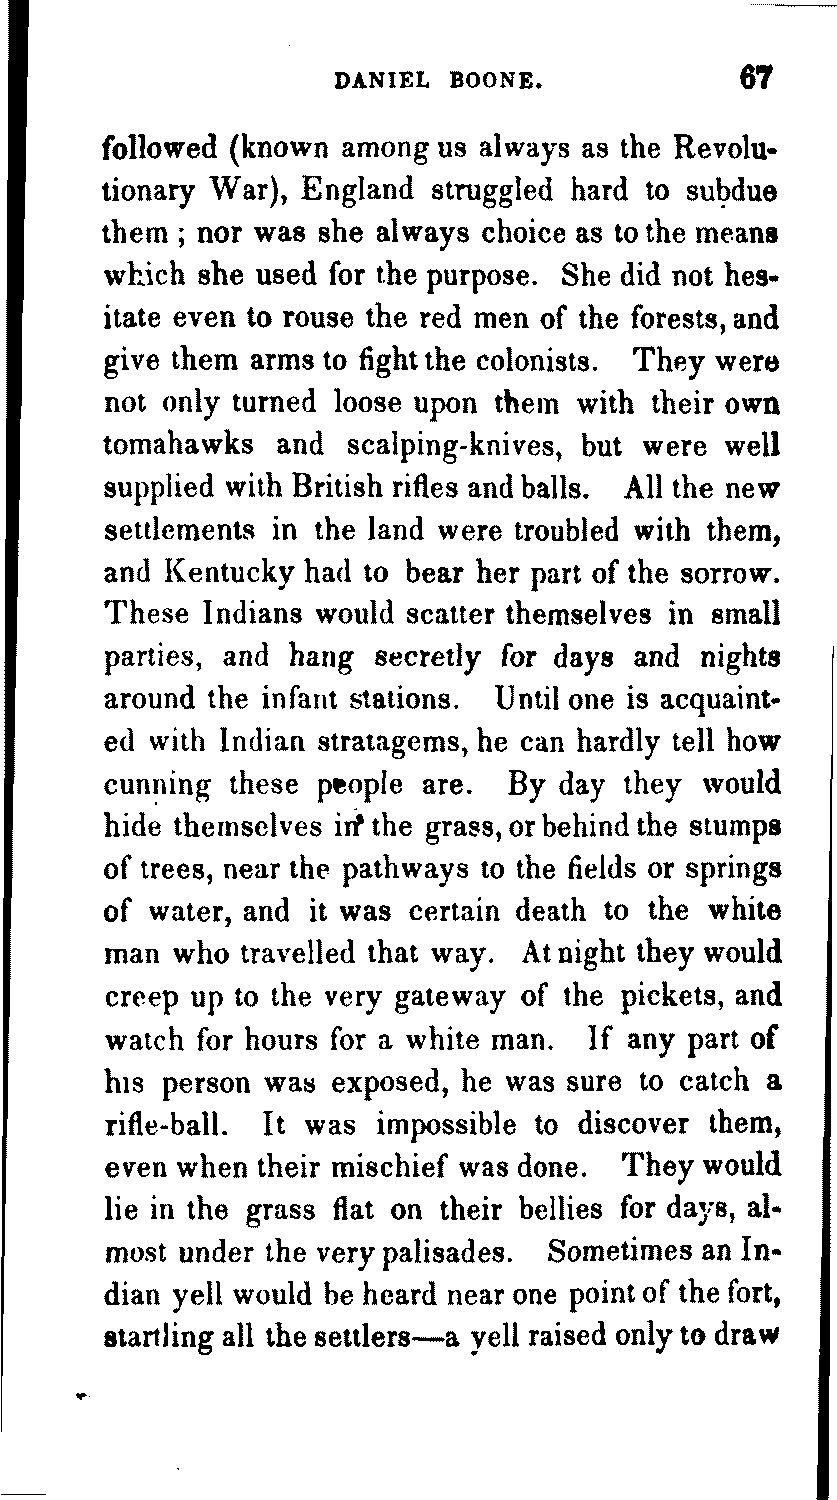 DANIEL BOONE. 67
followed (known among us always as the Revolu-
tionary War), England struggled hard to subdue
them ; nor was she always choice as to the means
which she used for the purpose. She did not hes-
itate even to rouse the red men of the forests, and
give them arms to fight the colonists. They were
not only turned loose upon them with their own
tomahawks and scalping-knives, but were well
supplied with British rifles and balls. All the new
settlements in the land were troubled with them,
and Kentucky had to bear her part of the sorrow.
These Indians would scatter themselves in small
parties, and hang secretly for days and nights
around the infant stations. Until one is acquaint-
ed with Indian stratagems, he can hardly tell how
cunning these people are. By day they would
hide themselves in the grass, or behind the stumps
of trees, near the pathways to the fields or springs
of water, and it was certain death to the white
man who travelled that way. At night they would
creep up to the very gateway of the pickets, and
watch for hours for a white man. If any part of
his person was exposed, he was sure to catch a
rifle-ball. It was impossible to discover them,
even when their mischief was done. They would
lie in the grass flat on their bellies for days, al-
most under the very palisades. Sometimes an In-
dian yell would be heard near one point of the fort,
startling all the settlers—a yell raised only to draw